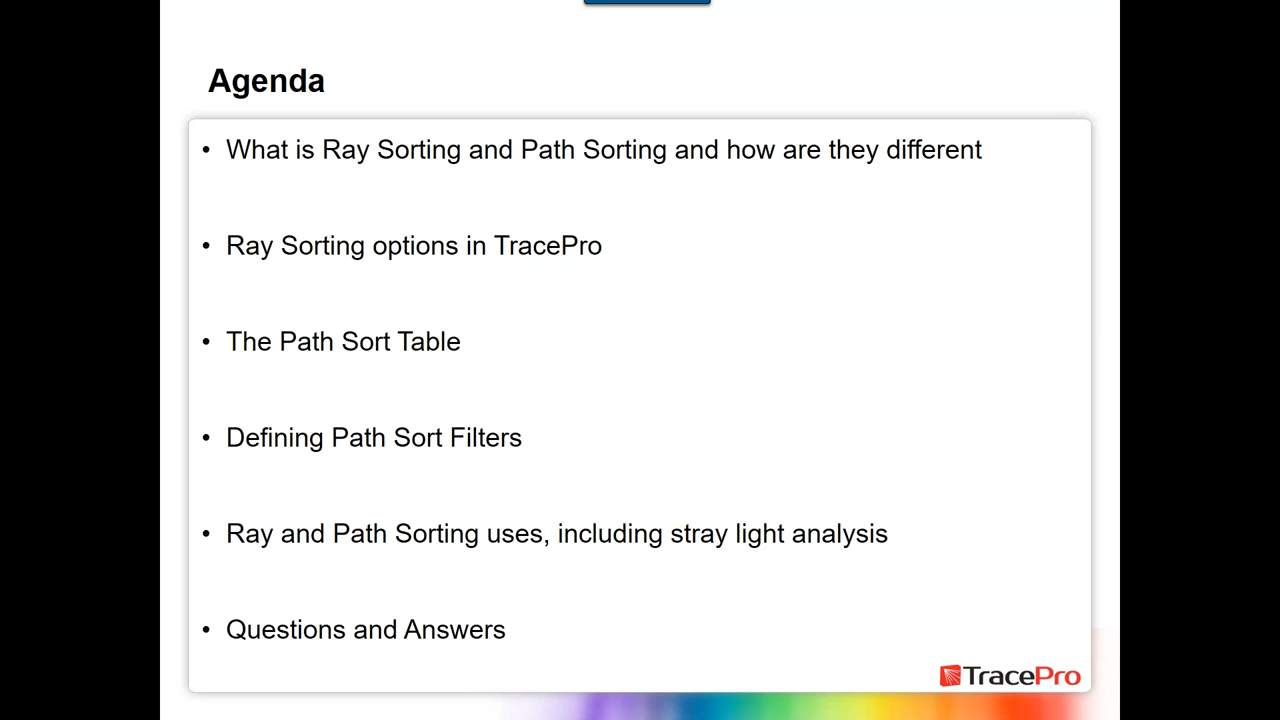 Agenda
• What is Ray Sorting and Path Sorting and how are they different
• Ray Sorting options in TracePro
• The Path Sort Table
• Defining Path Sort Filters
• Ray and Path Sorting uses, including stray light analysis
• Questions and Answers
TracePro